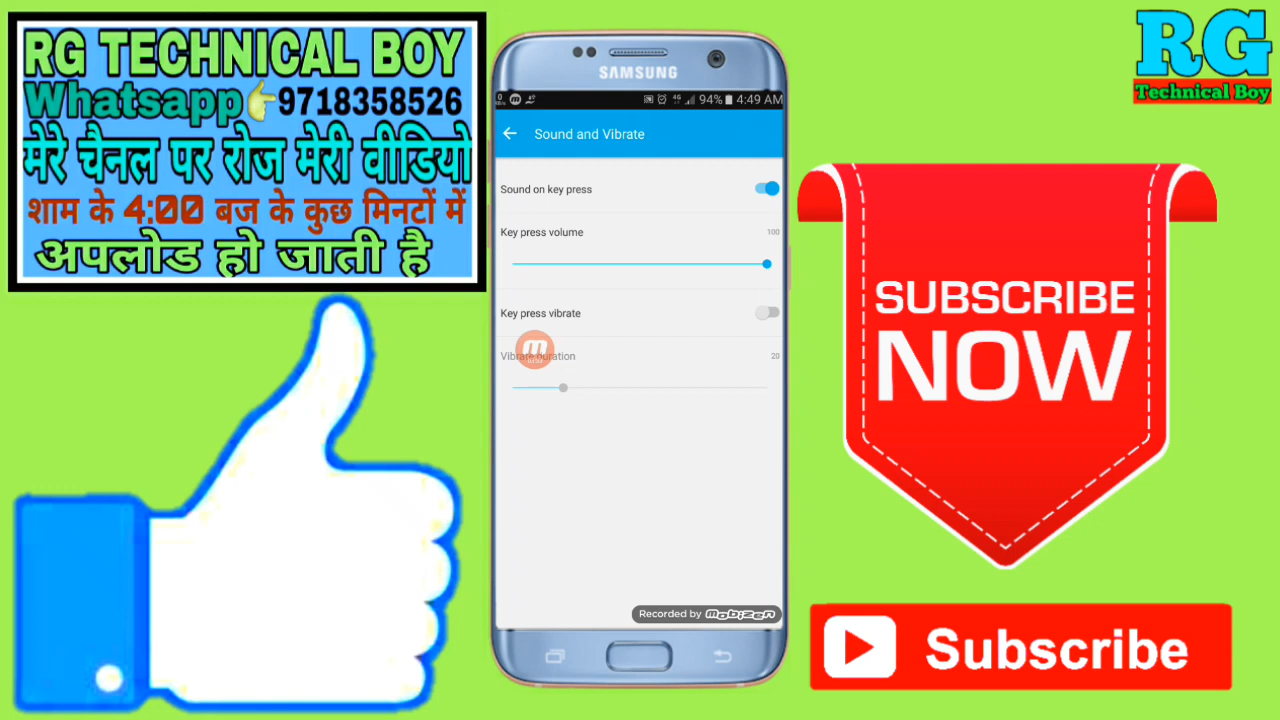 RG TECHNICAL BOY
Whatsapp👉9718358526
मेरे चैनल पर रोज मेरी वीडियो
शाम के 4:00 बज के कुछ मिनटों में
अपलोड हो जाती है
SAMSUNG
94% 4:49 AM
Sound and Vibrate
Sound on key press
Key press volume 100
Key press vibrate
Vibrate duration 20
Recorded by mobizen
RG
Technical Boy
SUBSCRIBE
NOW
Subscribe